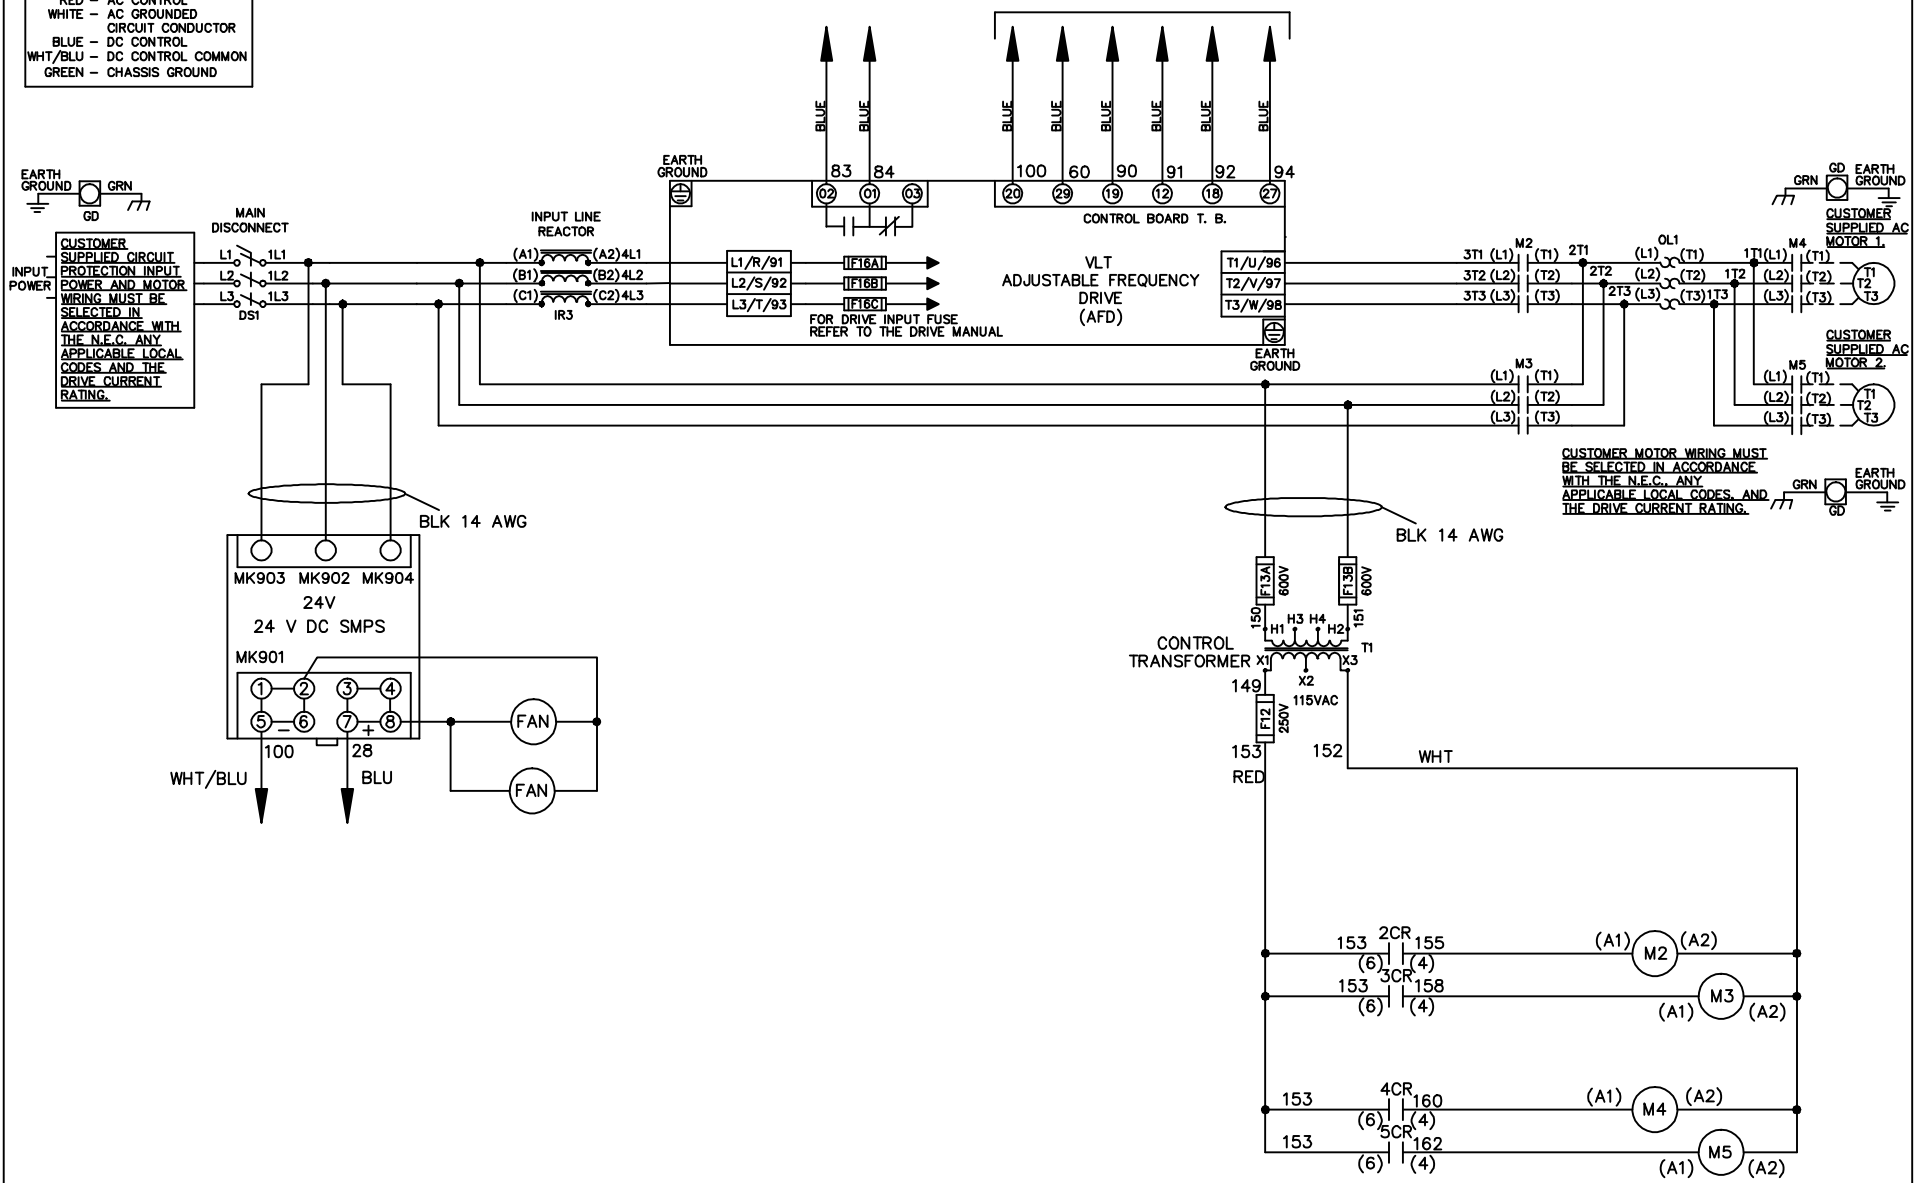 RED - AC CONTROL
WHITE - AC GROUNDED
CIRCUIT CONDUCTOR
BLUE - DC CONTROL
WHT/BLU - DC CONTROL COMMON
GREEN - CHASSIS GROUND
BLUE
BLUE
BLUE
BLUE
BLUE
BLUE
BLUE
BLUE
83
84
100
60
90
91
92
94
02
01
03
20
29
19
12
18
27
CONTROL BOARD T. B.
EARTH
GROUND
GRN
GD
EARTH
GROUND
GD
GRN
EARTH
GROUND
MAIN
DISCONNECT
INPUT LINE
REACTOR
INPUT
POWER
CUSTOMER
SUPPLIED CIRCUIT
PROTECTION INPUT
POWER AND MOTOR
WIRING MUST BE
SELECTED IN
ACCORDANCE WITH
THE N.E.C. ANY
APPLICABLE LOCAL
CODES AND THE
DRIVE CURRENT
RATING.
L1 1L1
L2 1L2
L3 1L3
DS1
(A1) (A2) 4L1
(B1) (B2) 4L2
(C1) (C2) 4L3
IR3
L1/R/91
L2/S/92
L3/T/93
F16A
F16B
F16C
FOR DRIVE INPUT FUSE
REFER TO THE DRIVE MANUAL
VLT
ADJUSTABLE FREQUENCY
DRIVE
(AFD)
T1/U/96
T2/V/97
T3/W/98
EARTH
GROUND
M2
3T1 (L1) (T1) 2T1
3T2 (L2) (T2) 2T2
3T3 (L3) (T3) 2T3
OL1
(L1) (T1) 1T1
(L2) (T2) 1T2
(L3) (T3) 1T3
M4
(L1) (T1)
(L2) (T2)
(L3) (T3)
CUSTOMER
SUPPLIED AC
MOTOR 1.
T1
T2
T3
M3
(L1) (T1)
(L2) (T2)
(L3) (T3)
M5
(L1) (T1)
(L2) (T2)
(L3) (T3)
CUSTOMER
SUPPLIED AC
MOTOR 2.
T1
T2
T3
CUSTOMER MOTOR WIRING MUST
BE SELECTED IN ACCORDANCE
WITH THE N.E.C., ANY
APPLICABLE LOCAL CODES, AND
THE DRIVE CURRENT RATING.
GRN
GD
EARTH
GROUND
BLK 14 AWG
BLK 14 AWG
MK903 MK902 MK904
24V
24 V DC SMPS
MK901
1 2 3 4
5 6 7 8
- +
100
28
WHT/BLU
BLU
FAN
FAN
F13A
600V
F13B
600V
150
151
H1 H3 H4 H2
T1
CONTROL
TRANSFORMER
X1
X3
X2
115VAC
149
F12
250V
153
RED
152
WHT
2CR
153 155
(6) (4)
(A1) M2 (A2)
3CR
153 158
(6) (4)
(A1) M3 (A2)
4CR
153 160
(6) (4)
(A1) M4 (A2)
5CR
153 162
(6) (4)
(A1) M5 (A2)